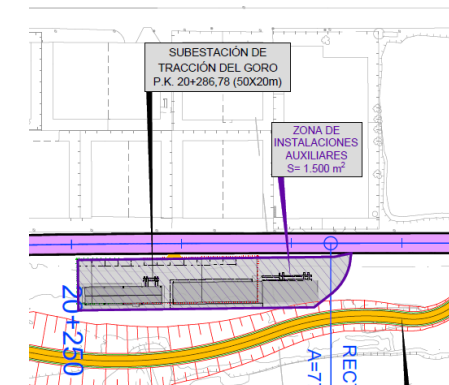 SUBESTACIÓN DE
TRACCIÓN DEL GORO
P.K. 20+286,78 (50X20m)
ZONA DE
INSTALACIONES
AUXILIARES
S= 1.500 m²
20+250
RECT
A=7